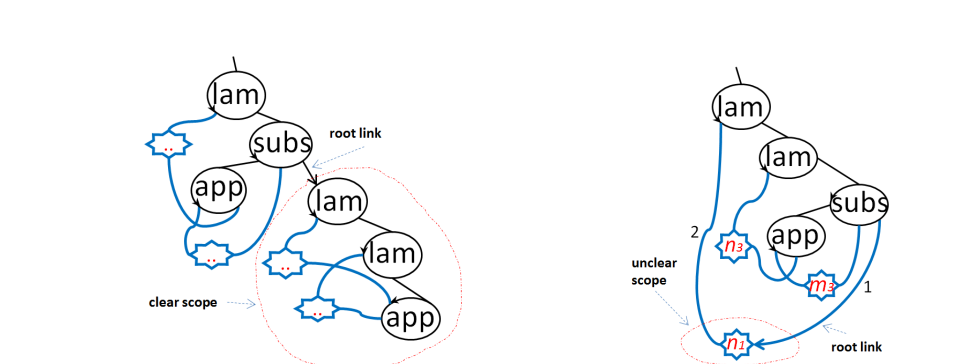 lam
subs
root link
app
lam
..
lam
..
..
clear scope
..
app
lam
lam
subs
app
2
n₃
unclear
scope
m₃
1
n₁
root link